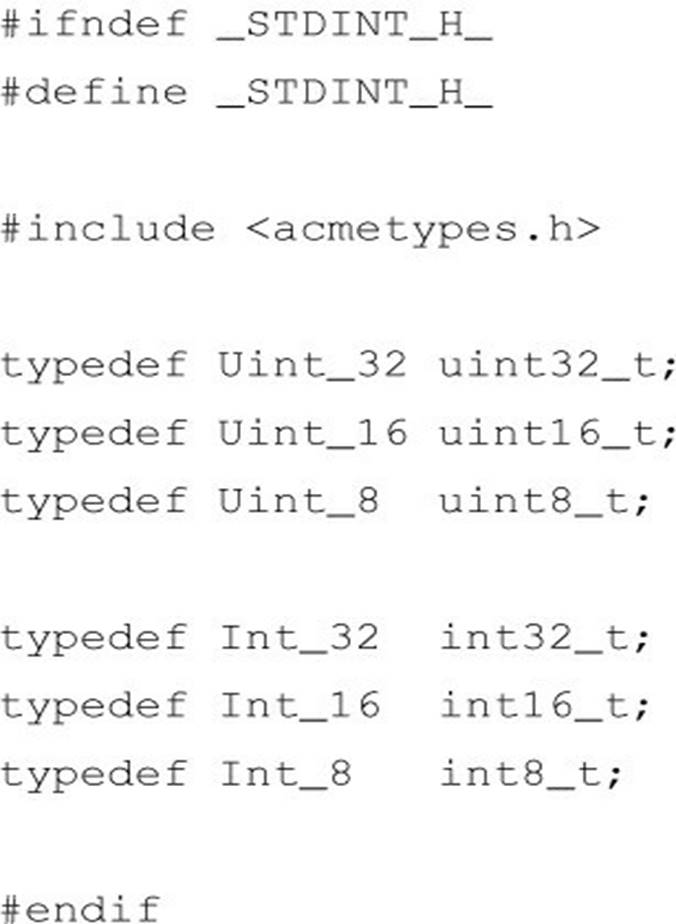 #ifndef _STDINT_H_
#define _STDINT_H_
#include <acmetypes.h>
typedef Uint_32 uint32_t;
typedef Uint_16 uint16_t;
typedef Uint_8  uint8_t;
typedef Int_32  int32_t;
typedef Int_16  int16_t;
typedef Int_8   int8_t;
#endif